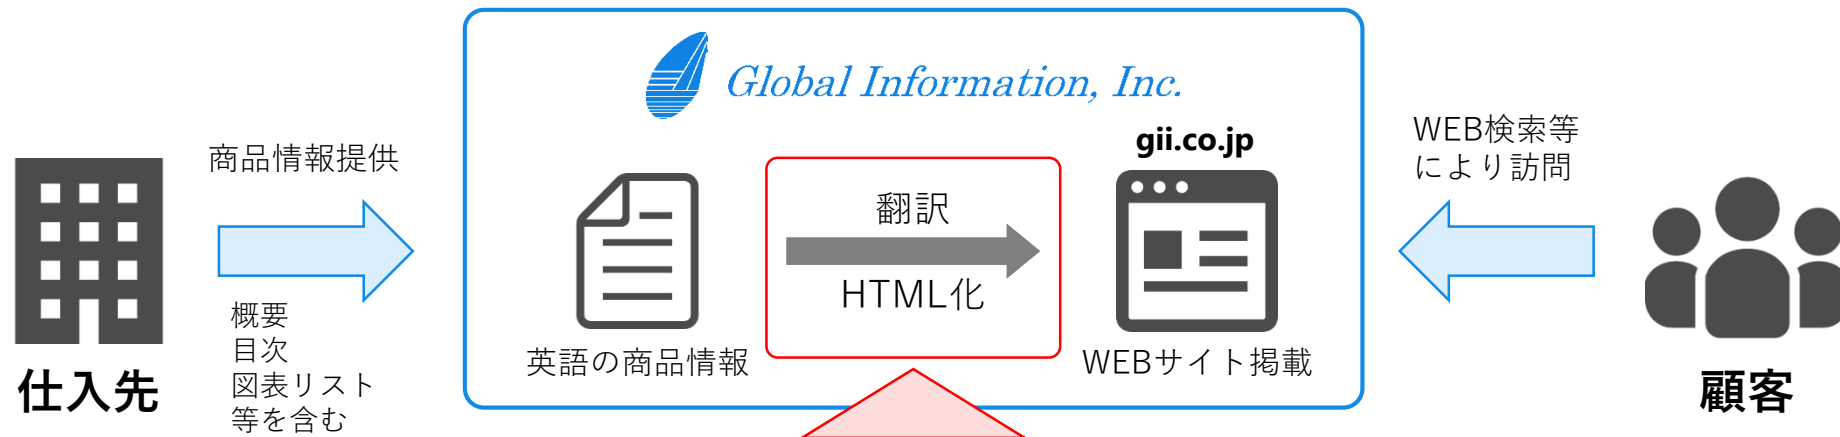 Global Information, Inc.
gii.co.jp
商品情報提供
概要
目次
図表リスト
等を含む
仕入先
翻訳
HTML化
英語の商品情報
WEBサイト掲載
WEB検索等
により訪問
顧客